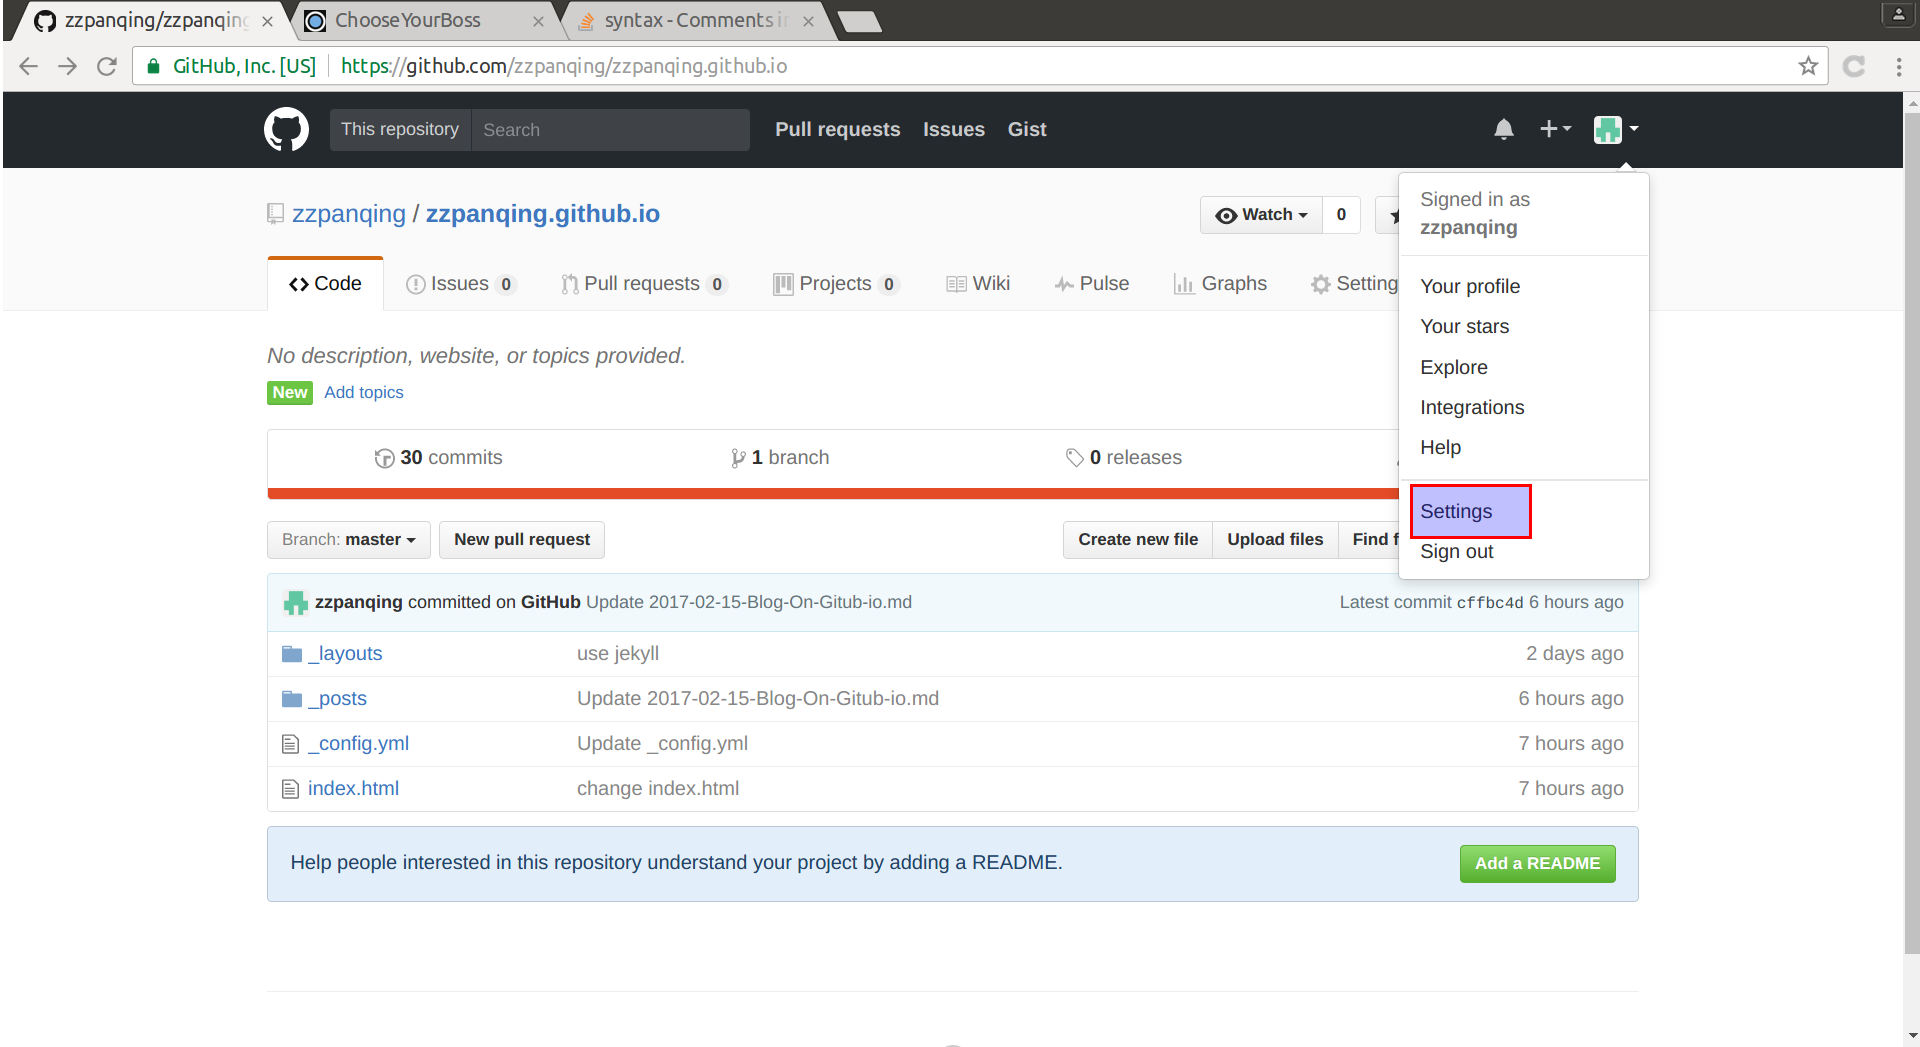 zzpanqing/zzpanqing
ChooseYourBoss
syntax - Comments in
GitHub, Inc. [US]
https://github.com/zzpanqing/zzpanqing.github.io
This repository
Search
Pull requests
Issues
Gist
Signed in as
zzpanqing
Your profile
Your stars
Explore
Integrations
Help
Settings
Sign out
zzpanqing / zzpanqing.github.io
Watch
0
Code
Issues 0
Pull requests 0
Projects 0
Wiki
Pulse
Graphs
Setting
No description, website, or topics provided.
New Add topics
30 commits
1 branch
0 releases
Branch: master
New pull request
Create new file
Upload files
Find f
zzpanqing committed on GitHub Update 2017-02-15-Blog-On-Gitub-io.md
Latest commit cffbc4d 6 hours ago
_layouts
use jekyll
2 days ago
_posts
Update 2017-02-15-Blog-On-Gitub-io.md
6 hours ago
_config.yml
Update _config.yml
7 hours ago
index.html
change index.html
7 hours ago
Help people interested in this repository understand your project by adding a README.
Add a README